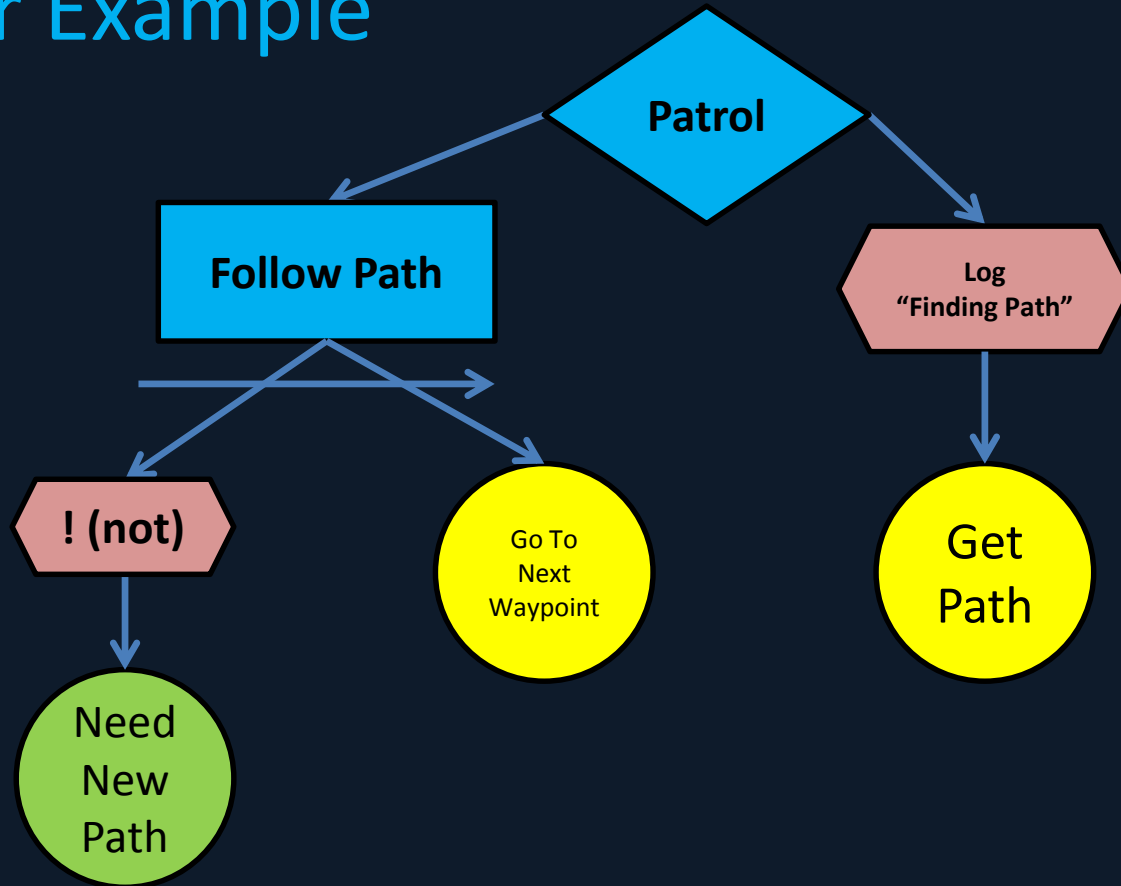 r Example
Patrol
Follow Path
Log
“Finding Path”
! (not)
Go To
Next
Waypoint
Get
Path
Need
New
Path